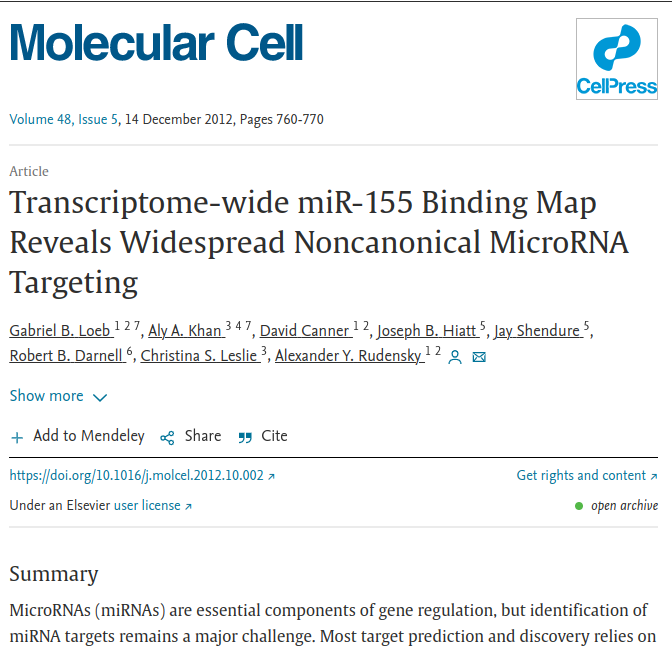 Molecular Cell
CellPress
Volume 48, Issue 5, 14 December 2012, Pages 760-770
Article
Transcriptome-wide miR-155 Binding Map
Reveals Widespread Noncanonical MicroRNA
Targeting
Gabriel B. Loeb 1 2 7, Aly A. Khan 3 4 7, David Canner 1 2, Joseph B. Hiatt 5, Jay Shendure 5,
Robert B. Darnell 6, Christina S. Leslie 3, Alexander Y. Rudensky 1 2
Show more
Add to Mendeley Share Cite
https://doi.org/10.1016/j.molcel.2012.10.002 ↗ Get rights and content ↗
Under an Elsevier user license ↗ open archive
Summary
MicroRNAs (miRNAs) are essential components of gene regulation, but identification of
miRNA targets remains a major challenge. Most target prediction and discovery relies on